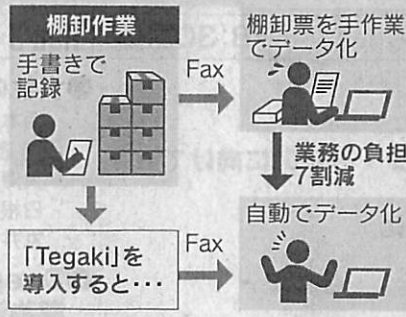 棚卸作業
手書きで
記録
Fax
棚卸票を手作業
でデータ化
業務の負担
7割減
「Tegaki」を
導入すると・・・
Fax
自動でデータ化